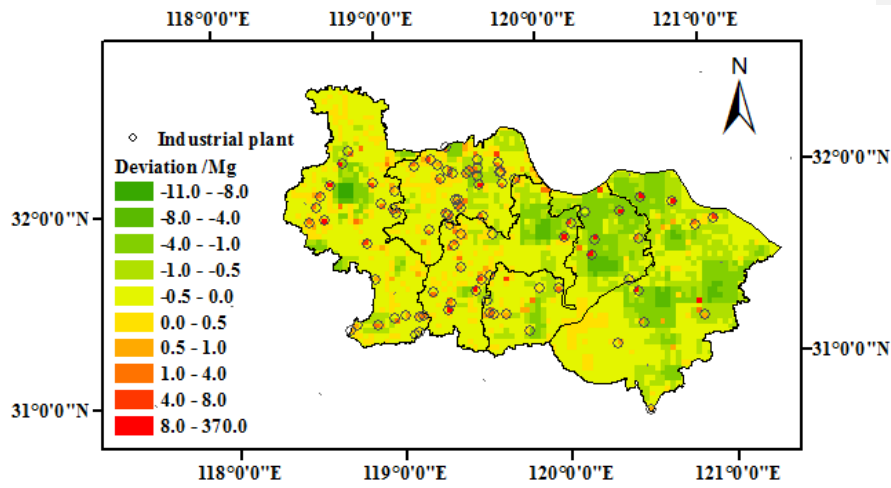 118°0'0"E 119°0'0"E 120°0'0"E 121°0'0"E
N
Industrial plant
Deviation /Mg
-11.0 - -8.0
-8.0 - -4.0
-4.0 - -1.0
-1.0 - -0.5
-0.5 - 0.0
0.0 - 0.5
0.5 - 1.0
1.0 - 4.0
4.0 - 8.0
8.0 - 370.0
32°0'0"N
32°0'0"N
31°0'0"N
31°0'0"N
118°0'0"E 119°0'0"E 120°0'0"E 121°0'0"E